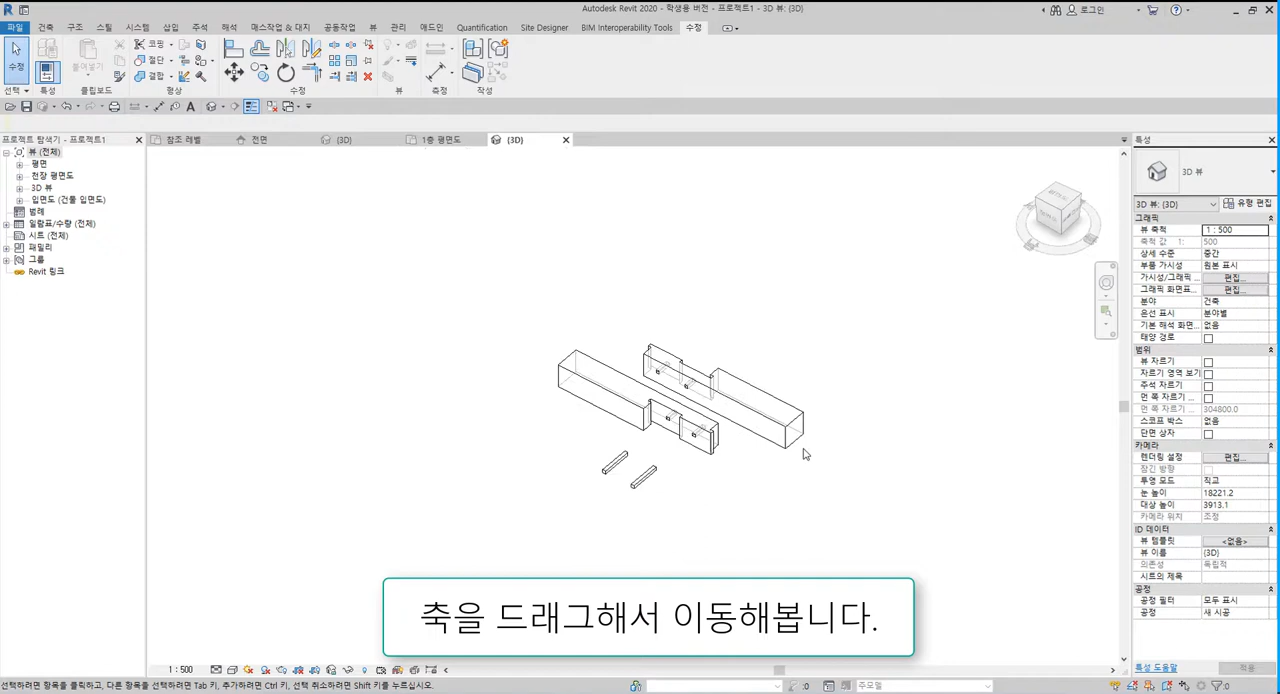 Autodesk Revit 2020 - 학생용 버전 - 프로젝트1 - 3D 뷰: {3D}
로그인
파일 건축 구조 스틸 시스템 삽입 주석 해석 매스작업 & 대지 공동작업 뷰 관리 애드인 Quantification Site Designer BIM Interoperability Tools 수정
수정
붙여넣기
코핑
절단
결합
선택 특성 클립보드 형상 수정 뷰 측정 작성
프로젝트 탐색기 - 프로젝트1
참조 레벨 전면 {3D} 1층 평면도 {3D}
뷰 (전체)
평면
천장 평면도
3D 뷰
입면도 (건물 입면도)
범례
일람표/수량 (전체)
시트 (전체)
패밀리
그룹
Revit 링크
특성
3D 뷰
3D 뷰: {3D} 유형 편집
그래픽
뷰 축척 1 : 500
축척 값 1: 500
상세 수준 중간
부품 가시성 원본 표시
가시성/그래픽 ... 편집...
그래픽 화면표... 편집...
분야 건축
은선 표시 분야별
기본 해석 화면... 없음
태양 경로
범위
뷰 자르기
자르기 영역 보기
주석 자르기
먼 쪽 자르기 ...
먼 쪽 자르기 ... 304800.0
스코프 박스 없음
단면 상자
카메라
렌더링 설정 편집...
잠긴 방향
투영 모드 직교
눈 높이 18221.2
대상 높이 3913.1
카메라 위치 조정
ID 데이터
뷰 템플릿 <없음>
뷰 이름 {3D}
의존성 독립적
시트의 제목
공정
공정 필터 모두 표시
공정 새 시공
특성 도움말 적용
축을 드래그해서 이동해봅니다.
1 : 500
선택하려면 항목을 클릭하고, 다른 항목을 선택하려면 Tab 키, 추가하려면 Ctrl 키, 선택 취소하려면 Shift 키를 누르십시오.
:0 주모델 :0